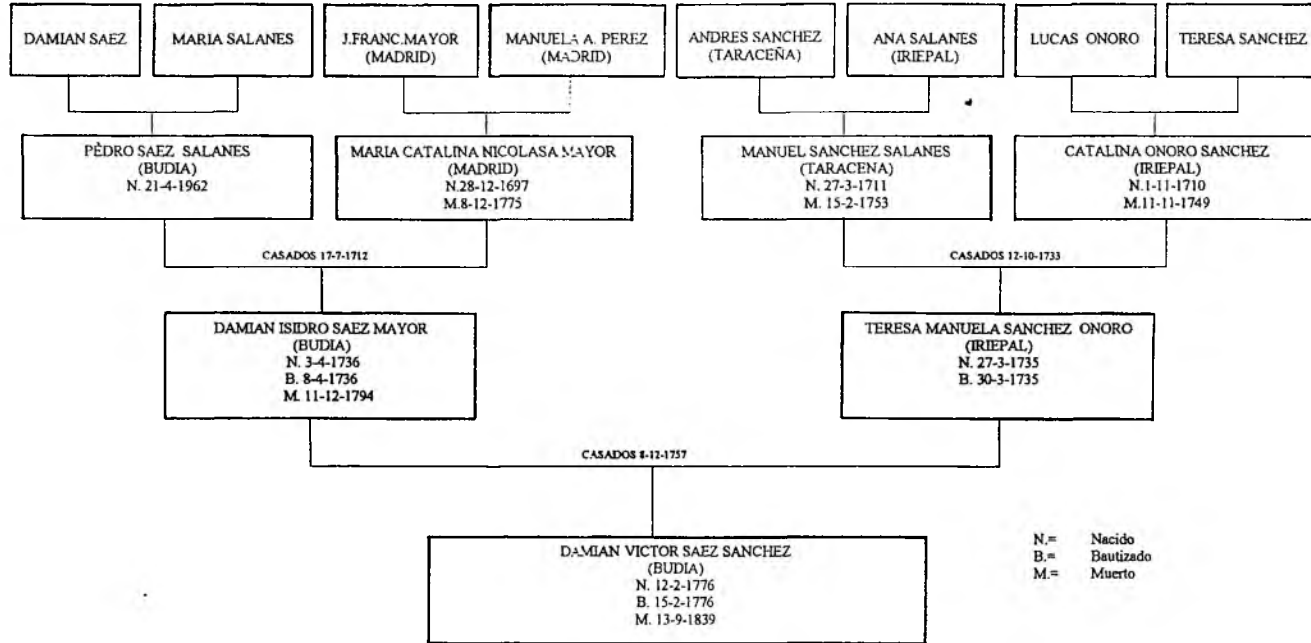 DAMIAN SAEZ
MARIA SALANES
J.FRANC.MAYOR
(MADRID)
MANUELA A. PEREZ
(MADRID)
ANDRES SANCHEZ
(TARACEÑA)
ANA SALANES
(IRIEPAL)
LUCAS ONORO
TERESA SANCHEZ
PEDRO SAEZ SALANES
(BUDIA)
N. 21-4-1962
MARIA CATALINA NICOLASA MAYOR
(MADRID)
N.28-12-1697
M.8-12-1775
MANUEL SANCHEZ SALANES
(TARACENA)
N. 27-3-1711
M. 15-2-1753
CATALINA ONORO SANCHEZ
(IRIEPAL)
N.1-11-1710
M.11-11-1749
CASADOS 17-7-1712
CASADOS 12-10-1733
DAMIAN ISIDRO SAEZ MAYOR
(BUDIA)
N. 3-4-1736
B. 8-4-1736
M. 11-12-1794
TERESA MANUELA SANCHEZ ONORO
(IRIEPAL)
N. 27-3-1735
B. 30-3-1735
CASADOS 8-12-1757
DAMIAN VICTOR SAEZ SANCHEZ
(BUDIA)
N. 12-2-1776
B. 15-2-1776
M. 13-9-1839
N.= Nacido
B.= Bautizado
M.= Muerto